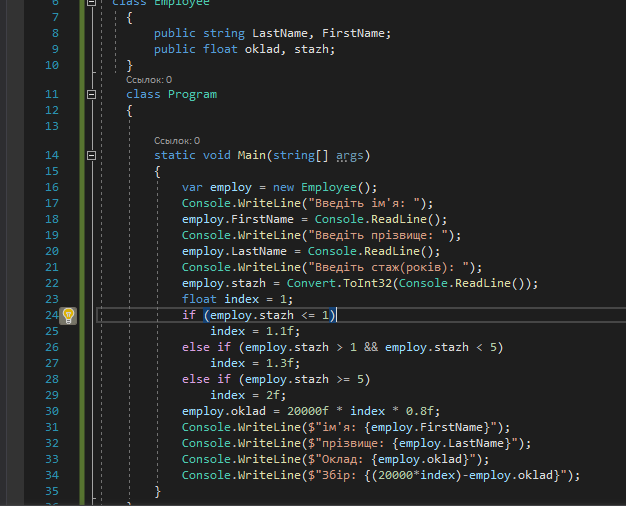 6 class Employee
7 {
8 public string LastName, FirstName;
9 public float oklad, stazh;
10 }
Ссылок: 0
11 class Program
12 {
13
Ссылок: 0
14 static void Main(string[] args)
15 {
16 var employ = new Employee();
17 Console.WriteLine("Введіть ім'я: ");
18 employ.FirstName = Console.ReadLine();
19 Console.WriteLine("Введіть прізвище: ");
20 employ.LastName = Console.ReadLine();
21 Console.WriteLine("Введіть стаж(років): ");
22 employ.stazh = Convert.ToInt32(Console.ReadLine());
23 float index = 1;
24 if (employ.stazh <= 1)
25 index = 1.1f;
26 else if (employ.stazh > 1 && employ.stazh < 5)
27 index = 1.3f;
28 else if (employ.stazh >= 5)
29 index = 2f;
30 employ.oklad = 20000f * index * 0.8f;
31 Console.WriteLine($"ім'я: {employ.FirstName}");
32 Console.WriteLine($"прізвище: {employ.LastName}");
33 Console.WriteLine($"Оклад: {employ.oklad}");
34 Console.WriteLine($"Збір: {(20000*index)-employ.oklad}");
35 }